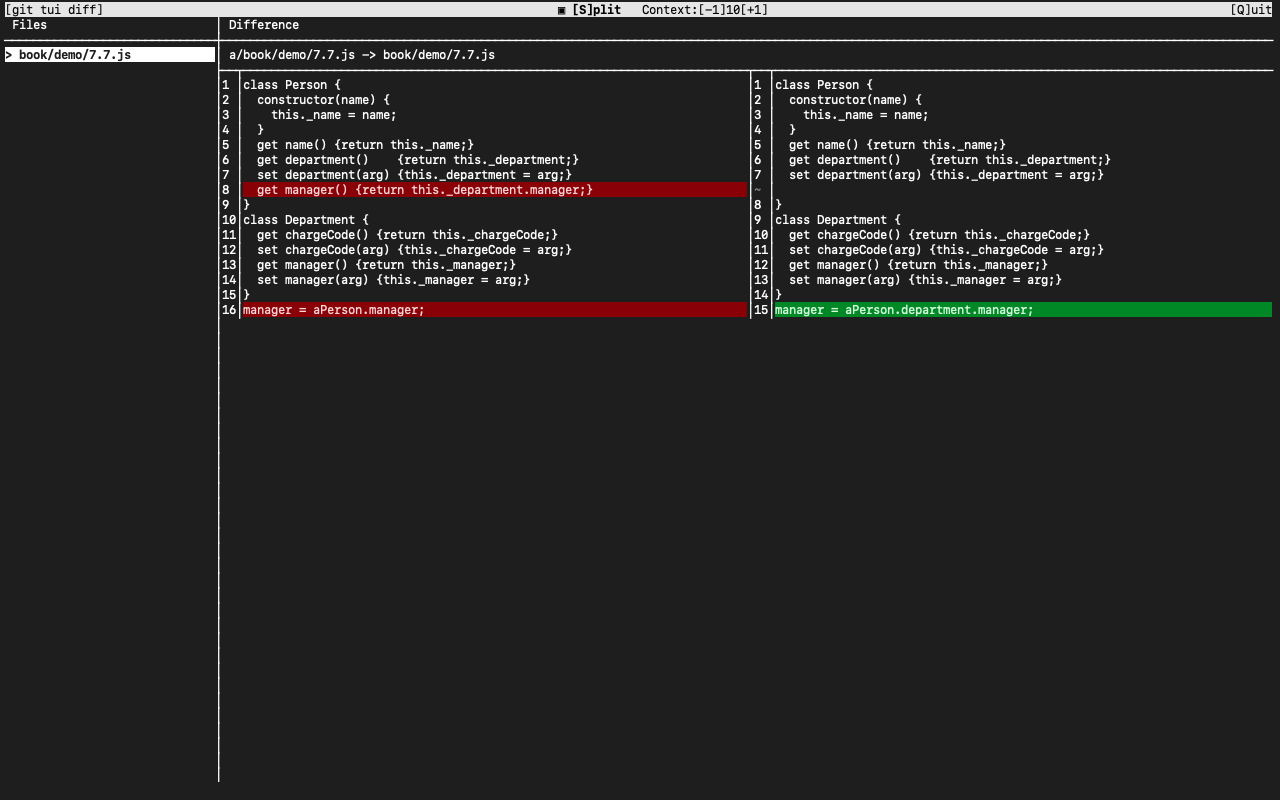 [git tui diff] ▣ [S]plit Context:[-1]10[+1] [Q]uit
Files
Difference
> book/demo/7.7.js
a/book/demo/7.7.js -> book/demo/7.7.js
1 class Person {
2   constructor(name) {
3     this._name = name;
4   }
5   get name() {return this._name;}
6   get department()    {return this._department;}
7   set department(arg) {this._department = arg;}
8   get manager() {return this._department.manager;}
9 }
10 class Department {
11   get chargeCode() {return this._chargeCode;}
12   set chargeCode(arg) {this._chargeCode = arg;}
13   get manager() {return this._manager;}
14   set manager(arg) {this._manager = arg;}
15 }
16 manager = aPerson.manager;
1 class Person {
2   constructor(name) {
3     this._name = name;
4   }
5   get name() {return this._name;}
6   get department()    {return this._department;}
7   set department(arg) {this._department = arg;}
~
8 }
9 class Department {
10   get chargeCode() {return this._chargeCode;}
11   set chargeCode(arg) {this._chargeCode = arg;}
12   get manager() {return this._manager;}
13   set manager(arg) {this._manager = arg;}
14 }
15 manager = aPerson.department.manager;